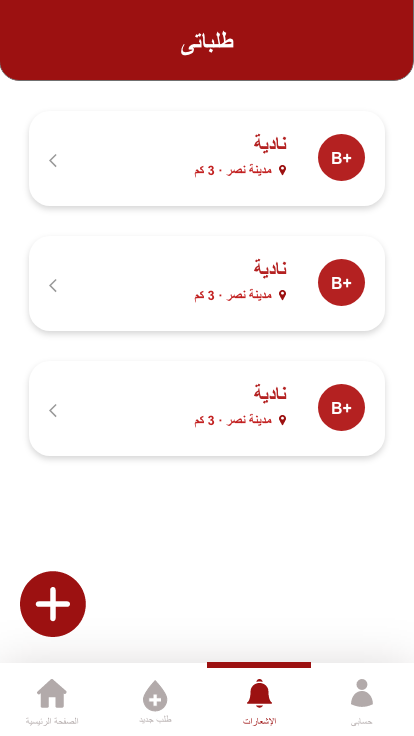 طلباتى
نادية
مدينة نصر · 3 كم
B+
نادية
مدينة نصر · 3 كم
B+
نادية
مدينة نصر · 3 كم
B+
حسابى
الإشعارات
طلب جديد
الصفحة الرئيسية